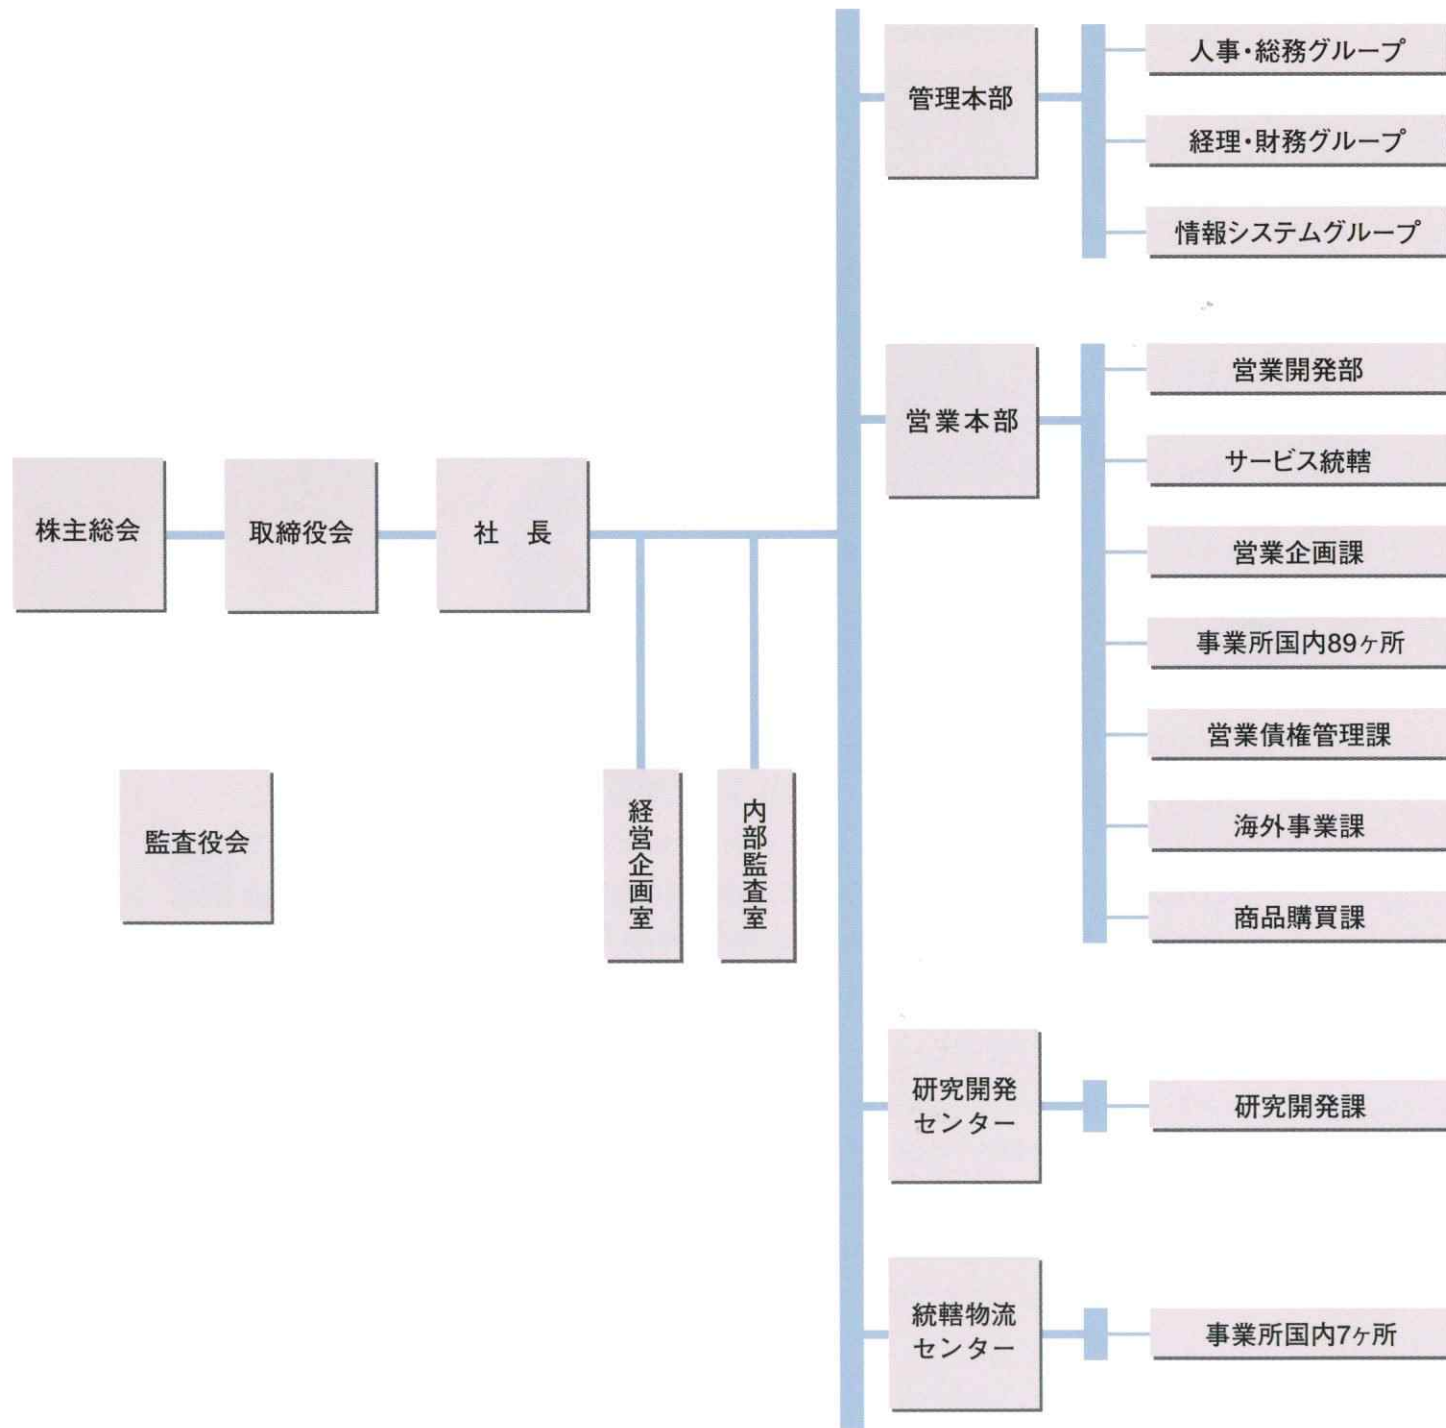 株主総会
取締役会
社 長
監査役会
経営企画室
内部監査室
管理本部
人事・総務グループ
経理・財務グループ
情報システムグループ
営業本部
営業開発部
サービス統轄
営業企画課
事業所国内89ヶ所
営業債権管理課
海外事業課
商品購買課
研究開発
センター
研究開発課
統轄物流
センター
事業所国内7ヶ所